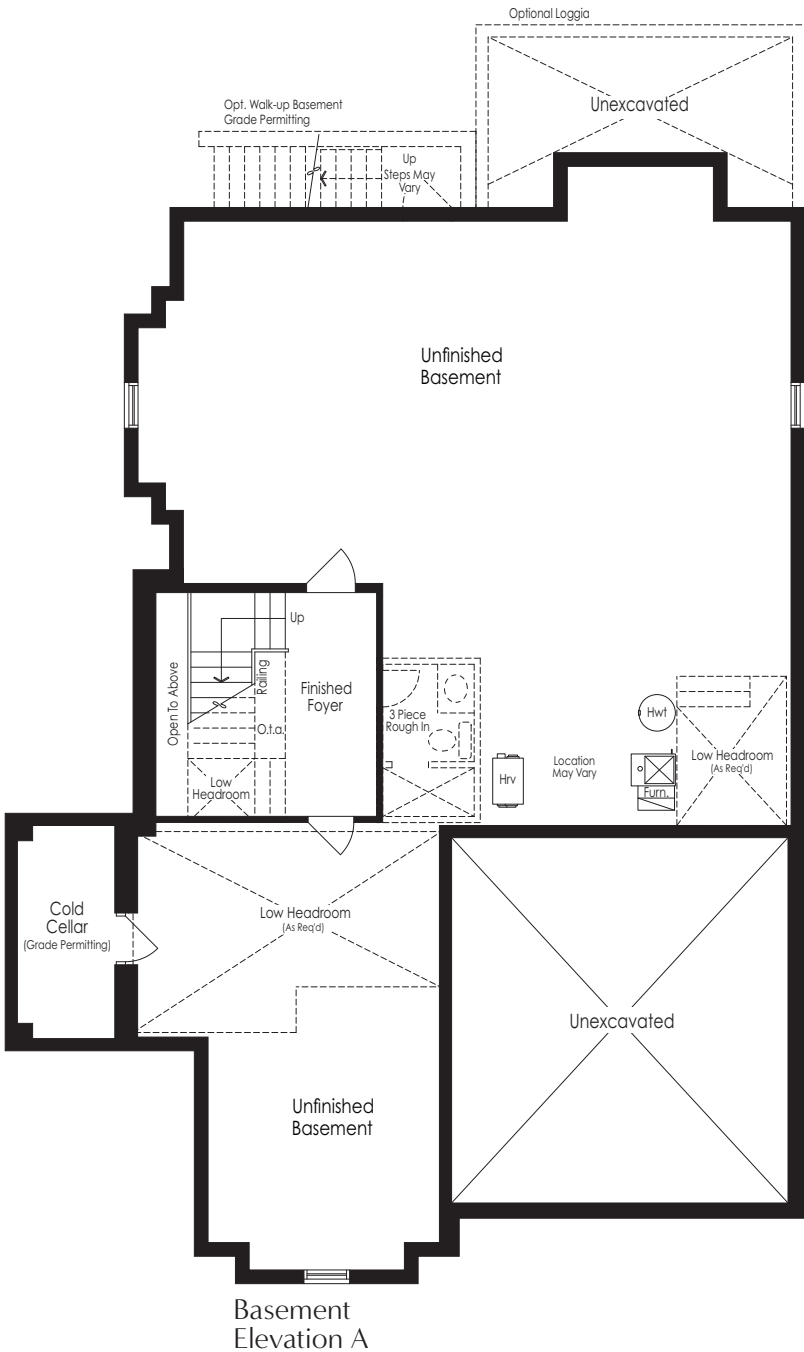 Optional Loggia
Unexcavated
Opt. Walk-up Basement
Grade Permitting
Up
Steps May
Vary
Unfinished
Basement
Up
Open To Above
Railing
Finished
Foyer
O.t.a.
Low
Headroom
3 Piece
Rough In
Hwt
Hrv
Location
May Vary
Furn.
Low Headroom
(As Req'd)
Cold
Cellar
(Grade Permitting)
Low Headroom
(As Req'd)
Unexcavated
Unfinished
Basement
Basement
Elevation A